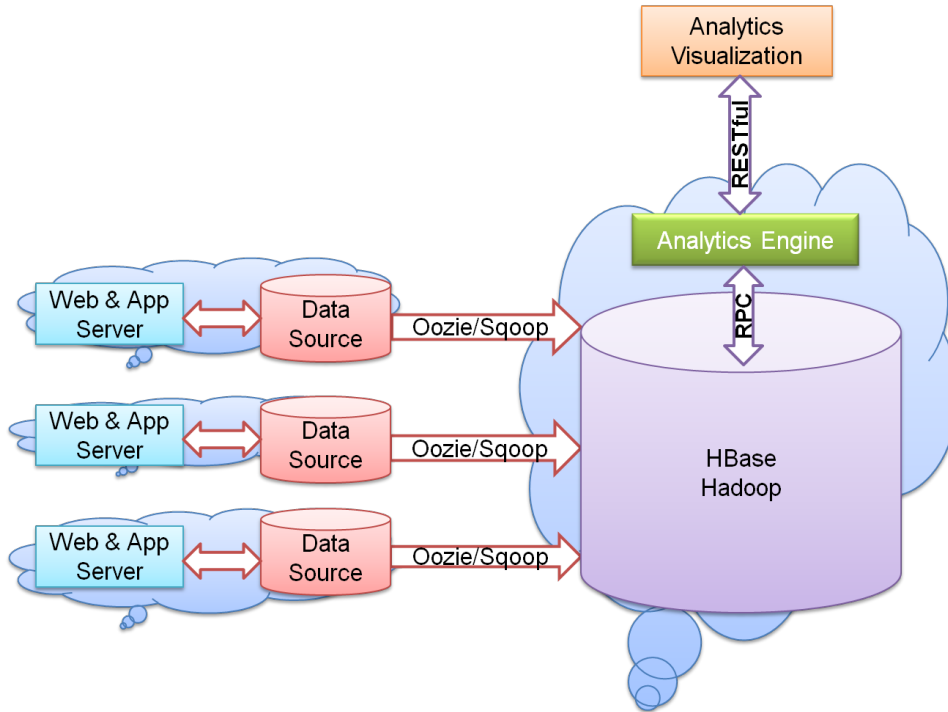 Analytics
Visualization
RESTful
Analytics Engine
RPC
Web & App
Server
Data
Source
Oozie/Sqoop
Web & App
Server
Data
Source
Oozie/Sqoop
HBase
Hadoop
Web & App
Server
Data
Source
Oozie/Sqoop